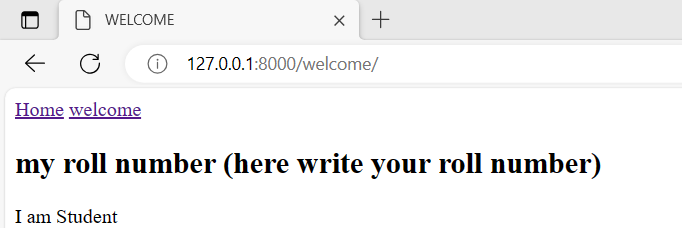 WELCOME
127.0.0.1:8000/welcome/
Home welcome
my roll number (here write your roll number)
I am Student